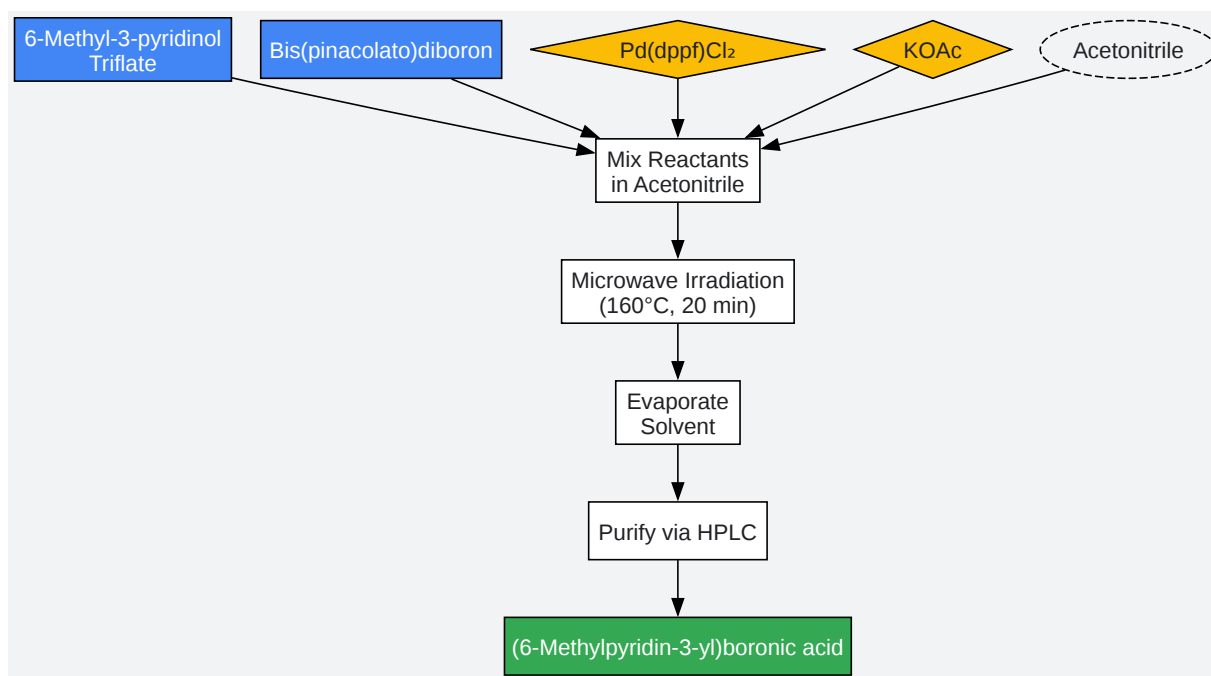 6-Methyl-3-pyridinol
Triflate
Bis(pinacolato)diboron
Pd(dppf)Cl₂
KOAc
Acetonitrile
Mix Reactants
in Acetonitrile
Microwave Irradiation
(160°C, 20 min)
Evaporate
Solvent
Purify via HPLC
(6-Methylpyridin-3-yl)boronic acid